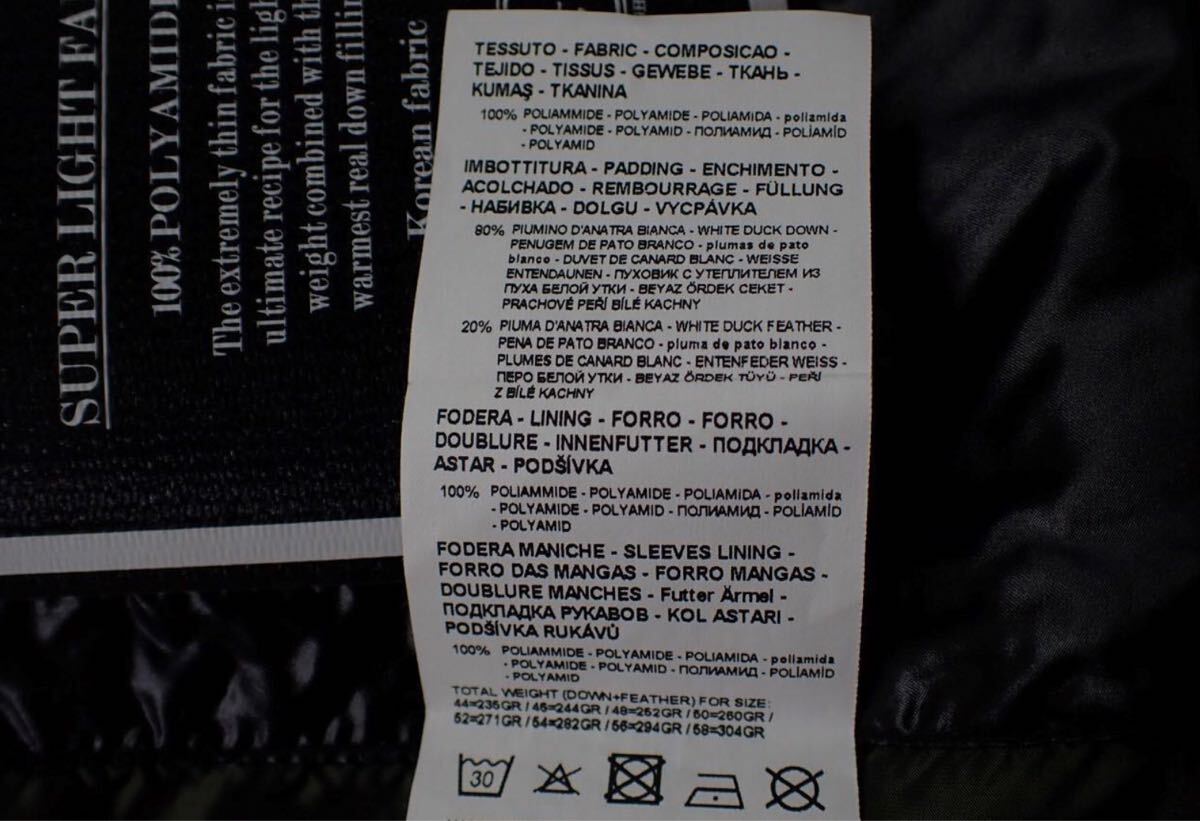 SUPER LIGHT FA
100% POLYAMID
The extremely thin fabric i
ultimate recipe for the ligh
weight combined with th
warmest real down fillin
Korean fabric
TESSUTO - FABRIC - COMPOSICAO -
TEJIDO - TISSUS - GEWEBE - ТКАНЬ -
KUMAŞ - TKANINA
100% POLIAMMIDE - POLYAMIDE - POLIAMIDA - poliamida
- POLYAMIDE - POLYAMID - ПОЛИАМИД - POLİAMİD
- POLYAMID
IMBOTTITURA - PADDING - ENCHIMENTO -
ACOLCHADO - REMBOURRAGE - FÜLLUNG
- НАБИВКА - DOLGU - VYCPÁVKA
80% PIUMINO D'ANATRA BIANCA - WHITE DUCK DOWN -
PENUGEM DE PATO BRANCO - plumas de pato
blanco - DUVET DE CANARD BLANC - WEISSE
ENTENDAUNEN - ПУХОВИК С УТЕПЛИТЕЛЕМ ИЗ
ПУХА БЕЛОЙ УТКИ - BEYAZ ÖRDEK CEKET -
PRACHOVÉ PEŘÍ BÍLÉ KACHNY
20% PIUMA D'ANATRA BIANCA - WHITE DUCK FEATHER -
PENA DE PATO BRANCO - pluma de pato blanco -
PLUMES DE CANARD BLANC - ENTENFEDER WEISS -
ПЕРО БЕЛОЙ УТКИ - BEYAZ ÖRDEK TÜYÜ - PEŘÍ
Z BÍLÉ KACHNY
FODERA - LINING - FORRO - FORRO -
DOUBLURE - INNENFUTTER - ПОДКЛАДКА -
ASTAR - PODŠÍVKA
100% POLIAMMIDE - POLYAMIDE - POLIAMIDA - poliamida
- POLYAMIDE - POLYAMID - ПОЛИАМИД - POLİAMİD
- POLYAMID
FODERA MANICHE - SLEEVES LINING -
FORRO DAS MANGAS - FORRO MANGAS -
DOUBLURE MANCHES - Futter Ärmel -
ПОДКЛАДКА РУКАВОВ - KOL ASTARI -
PODŠÍVKA RUKÁVŮ
100% POLIAMMIDE - POLYAMIDE - POLIAMIDA - poliamida
- POLYAMIDE - POLYAMID - ПОЛИАМИД - POLİAMİD
- POLYAMID
TOTAL WEIGHT (DOWN+FEATHER) FOR SIZE:
44=235GR / 46=244GR / 48=252GR / 50=260GR /
52=271GR / 54=282GR / 56=294GR / 58=304GR
30